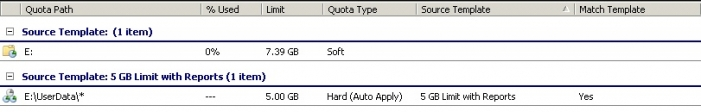 Quota Path % Used Limit Quota Type Source Template Match Template
Source Template: (1 item)
E: 0% 7.39 GB Soft
Source Template: 5 GB Limit with Reports (1 item)
E:\UserData\* --- 5.00 GB Hard (Auto Apply) 5 GB Limit with Reports Yes